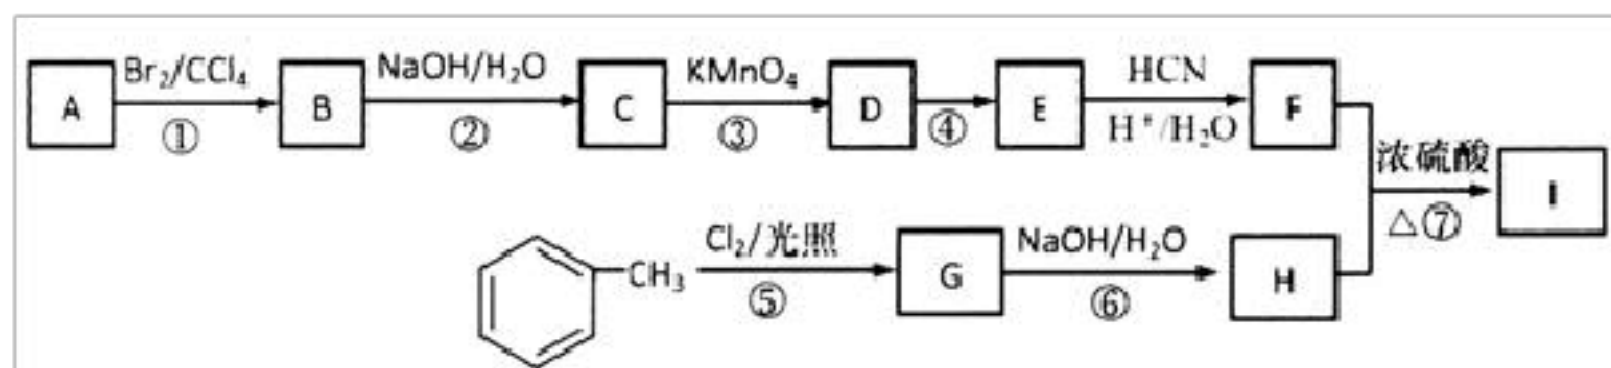 A Br₂/CCl₄ ① B NaOH/H₂O ② C KMnO₄ ③ D ④ E HCN H⁺/H₂O F
浓硫酸 △⑦ I
CH₃ Cl₂/光照 ⑤ G NaOH/H₂O ⑥ H